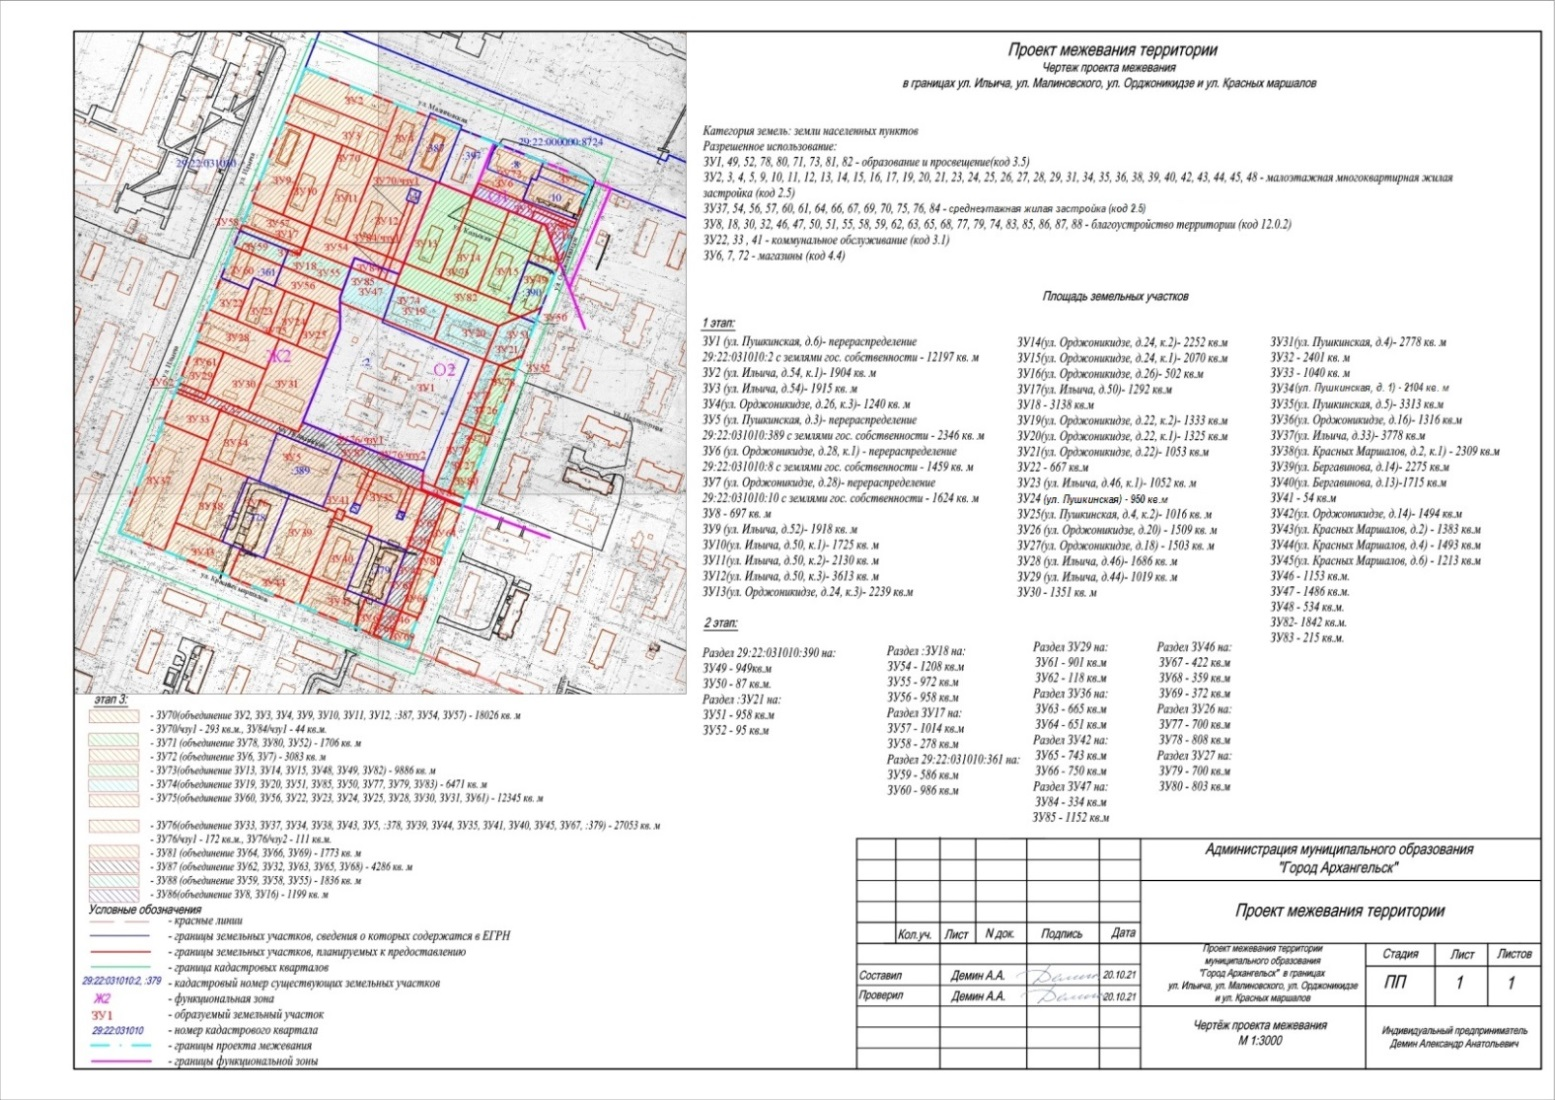 Проект межевания территории
Чертеж проекта межевания
в границах ул. Ильича, ул. Малиновского, ул. Орджоникидзе и ул. Красных маршалов
Категория земель: земли населенных пунктов
Разрешенное использование:
ЗУ1, 49, 52, 78, 80, 71, 73, 81, 82 - образование и просвещение(код 3.5)
ЗУ2, 3, 4, 5, 9, 10, 11, 12, 13, 14, 15, 16, 17, 19, 20, 21, 23, 24, 25, 26, 27, 28, 29, 31, 34, 35, 36, 38, 39, 40, 42, 43, 44, 45, 48 - малоэтажная многоквартирная жилая
застройка (код 2.5)
ЗУ37, 54, 56, 57, 60, 61, 64, 66, 67, 69, 70, 75, 76, 84 - среднеэтажная жилая застройка (код 2.5)
ЗУ8, 18, 30, 32, 46, 47, 50, 51, 55, 58, 59, 62, 63, 65, 68, 77, 79, 74, 83, 85, 86, 87, 88 - благоустройство территории (код 12.0.2)
ЗУ22, 33 , 41 - коммунальное обслуживание (код 3.1)
ЗУ6, 7, 72 - магазины (код 4.4)
Площадь земельных участков
1 этап:
ЗУ1 (ул. Пушкинская, д.6)- перераспределение
29:22:031010:2 с землями гос. собственности - 12197 кв. м
ЗУ2 (ул. Ильича, д.54, к.1)- 1904 кв. м
ЗУ3 (ул. Ильича, д.54)- 1915 кв. м
ЗУ4(ул. Орджоникидзе, д.26, к.3)- 1240 кв. м
ЗУ5 (ул. Пушкинская, д.3)- перераспределение
29:22:031010:389 с землями гос. собственности - 2346 кв. м
ЗУ6 (ул. Орджоникидзе, д.28, к.1) - перераспределение
29:22:031010:8 с землями гос. собственности - 1459 кв. м
ЗУ7 (ул. Орджоникидзе, д.28)- перераспределение
29:22:031010:10 с землями гос. собственности - 1624 кв. м
ЗУ8 - 697 кв. м
ЗУ9 (ул. Ильича, д.52)- 1918 кв. м
ЗУ10(ул. Ильича, д.50, к.1)- 1725 кв. м
ЗУ11(ул. Ильича, д.50, к.2)- 2130 кв. м
ЗУ12(ул. Ильича, д.50, к.3)- 3613 кв. м
ЗУ13(ул. Орджоникидзе, д.24, к.3)- 2239 кв.м
ЗУ14(ул. Орджоникидзе, д.24, к.2)- 2252 кв.м
ЗУ15(ул. Орджоникидзе, д.24, к.1)- 2070 кв.м
ЗУ16(ул. Орджоникидзе, д.26)- 502 кв.м
ЗУ17(ул. Ильича, д.50)- 1292 кв.м
ЗУ18 - 3138 кв.м
ЗУ19(ул. Орджоникидзе, д.22, к.2)- 1333 кв.м
ЗУ20(ул. Орджоникидзе, д.22, к.1)- 1325 кв.м
ЗУ21(ул. Орджоникидзе, д.22)- 1053 кв.м
ЗУ22 - 667 кв.м
ЗУ23 (ул. Ильича, д.46, к.1)- 1052 кв.м
ЗУ24 (ул. Пушкинская) - 950 кв.м
ЗУ25(ул. Пушкинская, д.4, к.2)- 1016 кв.м
ЗУ26 (ул. Орджоникидзе, д.20) - 1509 кв.м
ЗУ27(ул. Орджоникидзе, д.18) - 1503 кв.м
ЗУ28 (ул. Ильича, д.46)- 1686 кв.м
ЗУ29 (ул. Ильича, д.44)- 1019 кв.м
ЗУ30 - 1351 кв. м
ЗУ31(ул. Пушкинская, д.4)- 2778 кв. м
ЗУ32 - 2401 кв. м
ЗУ33 - 1040 кв. м
ЗУ34(ул. Пушкинская, д. 1) - 2104 кв. м
ЗУ35(ул. Пушкинская, д.5)- 3313 кв.м
ЗУ36(ул. Орджоникидзе, д.16)- 1316 кв.м
ЗУ37(ул. Ильича, д.33)- 3778 кв.м
ЗУ38(ул. Красных Маршалов, д.2, к.1) - 2309 кв.м
ЗУ39(ул. Бергавинова, д.14)- 2275 кв.м
ЗУ40(ул. Бергавинова, д.13)-1715 кв.м
ЗУ41 - 54 кв.м
ЗУ42(ул. Орджоникидзе, д.14)- 1494 кв.м
ЗУ43(ул. Красных Маршалов, д.2) - 1383 кв.м
ЗУ44(ул. Красных Маршалов, д.4) - 1493 кв.м
ЗУ45(ул. Красных Маршалов, д.6) - 1213 кв.м
ЗУ46 - 1153 кв.м.
ЗУ47 - 1486 кв.м.
ЗУ48 - 534 кв.м.
ЗУ82- 1842 кв.м.
ЗУ83 - 215 кв.м.
2 этап:
Раздел 29:22:031010:390 на:
ЗУ49 - 949кв.м
ЗУ50 - 87 кв.м.
Раздел :ЗУ21 на:
ЗУ51 - 958 кв.м
ЗУ52 - 95 кв.м
Раздел :ЗУ18 на:
ЗУ54 - 1208 кв.м
ЗУ55 - 972 кв.м
ЗУ56 - 958 кв.м
Раздел ЗУ17 на:
ЗУ57 - 1014 кв.м
ЗУ58 - 278 кв.м
Раздел 29:22:031010:361 на:
ЗУ59 - 586 кв.м
ЗУ60 - 986 кв.м
Раздел ЗУ29 на:
ЗУ61 - 901 кв.м
ЗУ62 - 118 кв.м
Раздел ЗУ36 на:
ЗУ63 - 665 кв.м
ЗУ64 - 651 кв.м
Раздел ЗУ42 на:
ЗУ65 - 743 кв.м
ЗУ66 - 750 кв.м
Раздел ЗУ47 на:
ЗУ84 - 334 кв.м
ЗУ85 - 1152 кв.м
Раздел ЗУ46 на:
ЗУ67 - 422 кв.м
ЗУ68 - 359 кв.м
ЗУ69 - 372 кв.м
Раздел ЗУ26 на:
ЗУ77 - 700 кв.м
ЗУ78 - 808 кв.м
Раздел ЗУ27 на:
ЗУ79 - 700 кв.м
ЗУ80 - 803 кв.м
этап 3:
- ЗУ70(объединение ЗУ2, ЗУ3, ЗУ4, ЗУ9, ЗУ10, ЗУ11, ЗУ12, :387, ЗУ54, ЗУ57) - 18026 кв. м
- ЗУ70/чзу1 - 293 кв.м., ЗУ84/чзу1 - 44 кв.м.
- ЗУ71 (объединение ЗУ78, ЗУ80, ЗУ52) - 1706 кв. м
- ЗУ72 (объединение ЗУ6, ЗУ7) - 3083 кв. м
- ЗУ73(объединение ЗУ13, ЗУ14, ЗУ15, ЗУ48, ЗУ49, ЗУ82) - 9886 кв. м
- ЗУ74(объединение ЗУ19, ЗУ20, ЗУ51, ЗУ85, ЗУ50, ЗУ77, ЗУ79, ЗУ83) - 6471 кв. м
- ЗУ75(объединение ЗУ60, ЗУ56, ЗУ22, ЗУ23, ЗУ24, ЗУ25, ЗУ28, ЗУ30, ЗУ31, ЗУ61) - 12345 кв. м
- ЗУ76(объединение ЗУ33, ЗУ37, ЗУ34, ЗУ38, ЗУ43, ЗУ5, :378, ЗУ39, ЗУ44, ЗУ35, ЗУ41, ЗУ40, ЗУ45, ЗУ67, :379) - 27053 кв. м
- ЗУ76/чзу1 - 172 кв.м., ЗУ76/чзу2 - 111 кв.м.
- ЗУ81 (объединение ЗУ64, ЗУ66, ЗУ69) - 1773 кв. м
- ЗУ87 (объединение ЗУ62, ЗУ32, ЗУ63, ЗУ65, ЗУ68) - 4286 кв. м
- ЗУ88 (объединение ЗУ59, ЗУ58, ЗУ55) - 1836 кв. м
- ЗУ86(объединение ЗУ8, ЗУ16) - 1199 кв. м
Условные обозначения
- красные линии
- границы земельных участков, сведения о которых содержатся в ЕГРН
- границы земельных участков, планируемых к предоставлению
- граница кадастровых кварталов
29:22:031010:2, :379 - кадастровый номер существующих земельных участков
Ж2 - функциональная зона
ЗУ1 - образуемый земельный участок
29:22:031010 - номер кадастрового квартала
- границы проекта межевания
- границы функциональной зоны
Администрация муниципального образования
"Город Архангельск"
Проект межевания территории
Кол.уч. Лист N док. Подпись Дата
Составил Демин А.А. 20.10.21
Проверил Демин А.А. 20.10.21
Проект межевания территории
муниципального образования
"Город Архангельск" в границах
ул. Ильича, ул. Малиновского, ул. Орджоникидзе
и ул. Красных маршалов
Стадия Лист Листов
ПП 1 1
Чертёж проекта межевания
М 1:3000
Индивидуальный предприниматель
Демин Александр Анатольевич